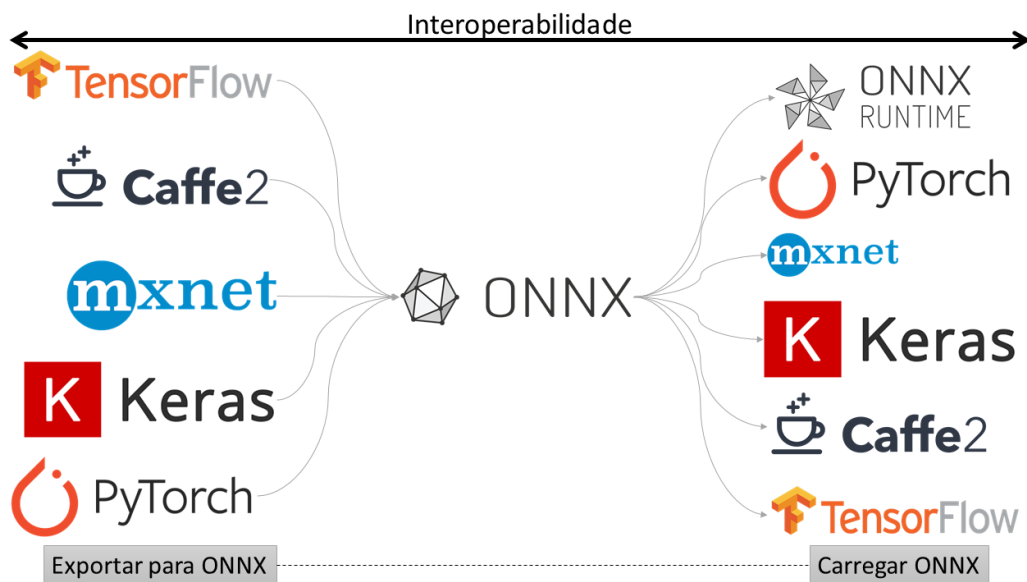 Interoperabilidade
TensorFlow
Caffe2
mxnet
K Keras
PyTorch
Exportar para ONNX
ONNX
ONNX
RUNTIME
PyTorch
mxnet
K Keras
Caffe2
TensorFlow
Carregar ONNX